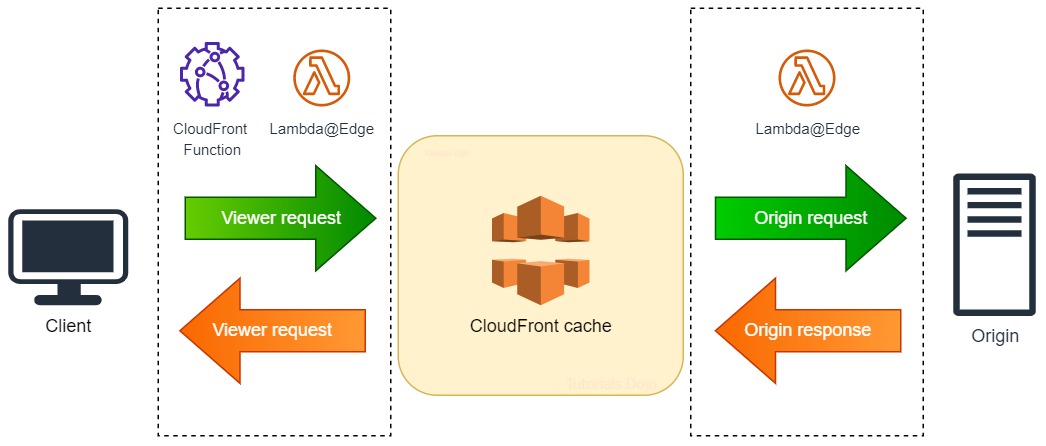 CloudFront
Function
Lambda@Edge
Lambda@Edge
Viewer request
Origin request
Viewer request
Origin response
Client
CloudFront cache
Origin
Tutorials Dojo